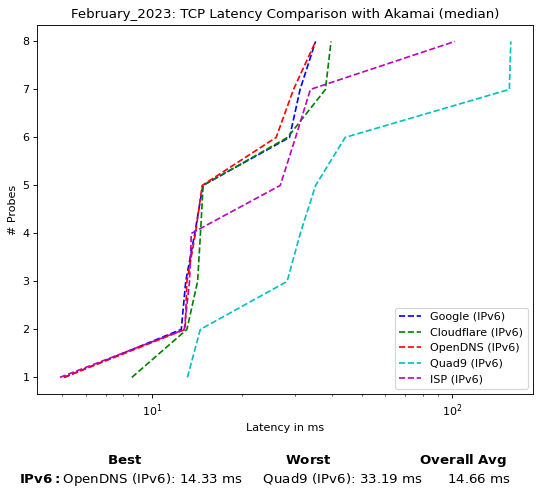 February_2023: TCP Latency Comparison with Akamai (median)
8
7
6
5
4
3
2
1
# Probes
Google (IPv6)
Cloudflare (IPv6)
OpenDNS (IPv6)
Quad9 (IPv6)
ISP (IPv6)
10¹ 10²
Latency in ms
Best Worst Overall Avg
IPv6: OpenDNS (IPv6): 14.33 ms Quad9 (IPv6): 33.19 ms 14.66 ms